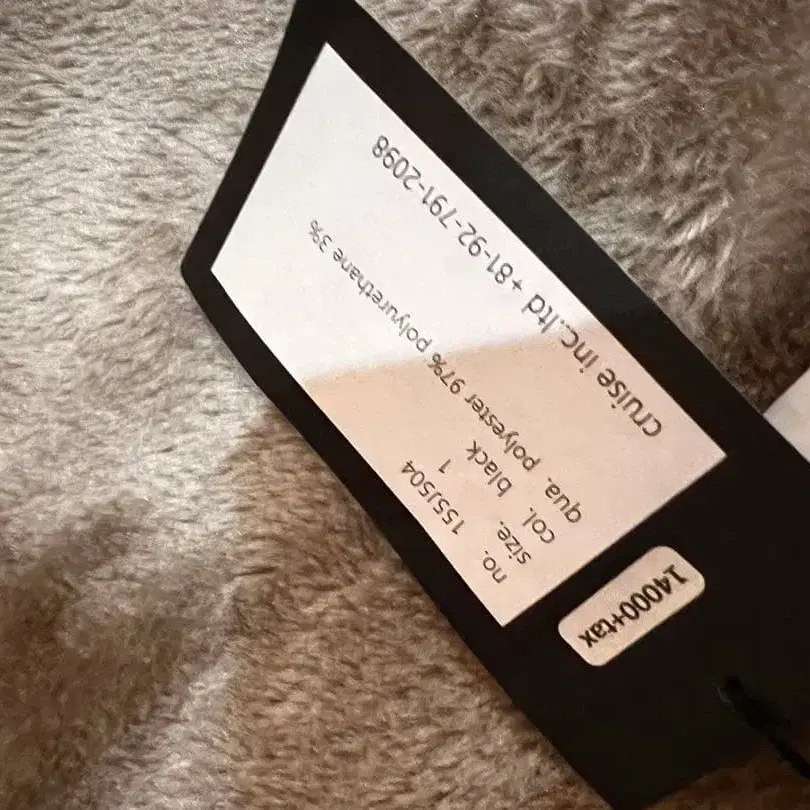 no. 15SJ504
size. 1
col. black
qua. polyester 97% polyurethane 3%
cruise inc.ltd +81-92-791-2098
14000+tax